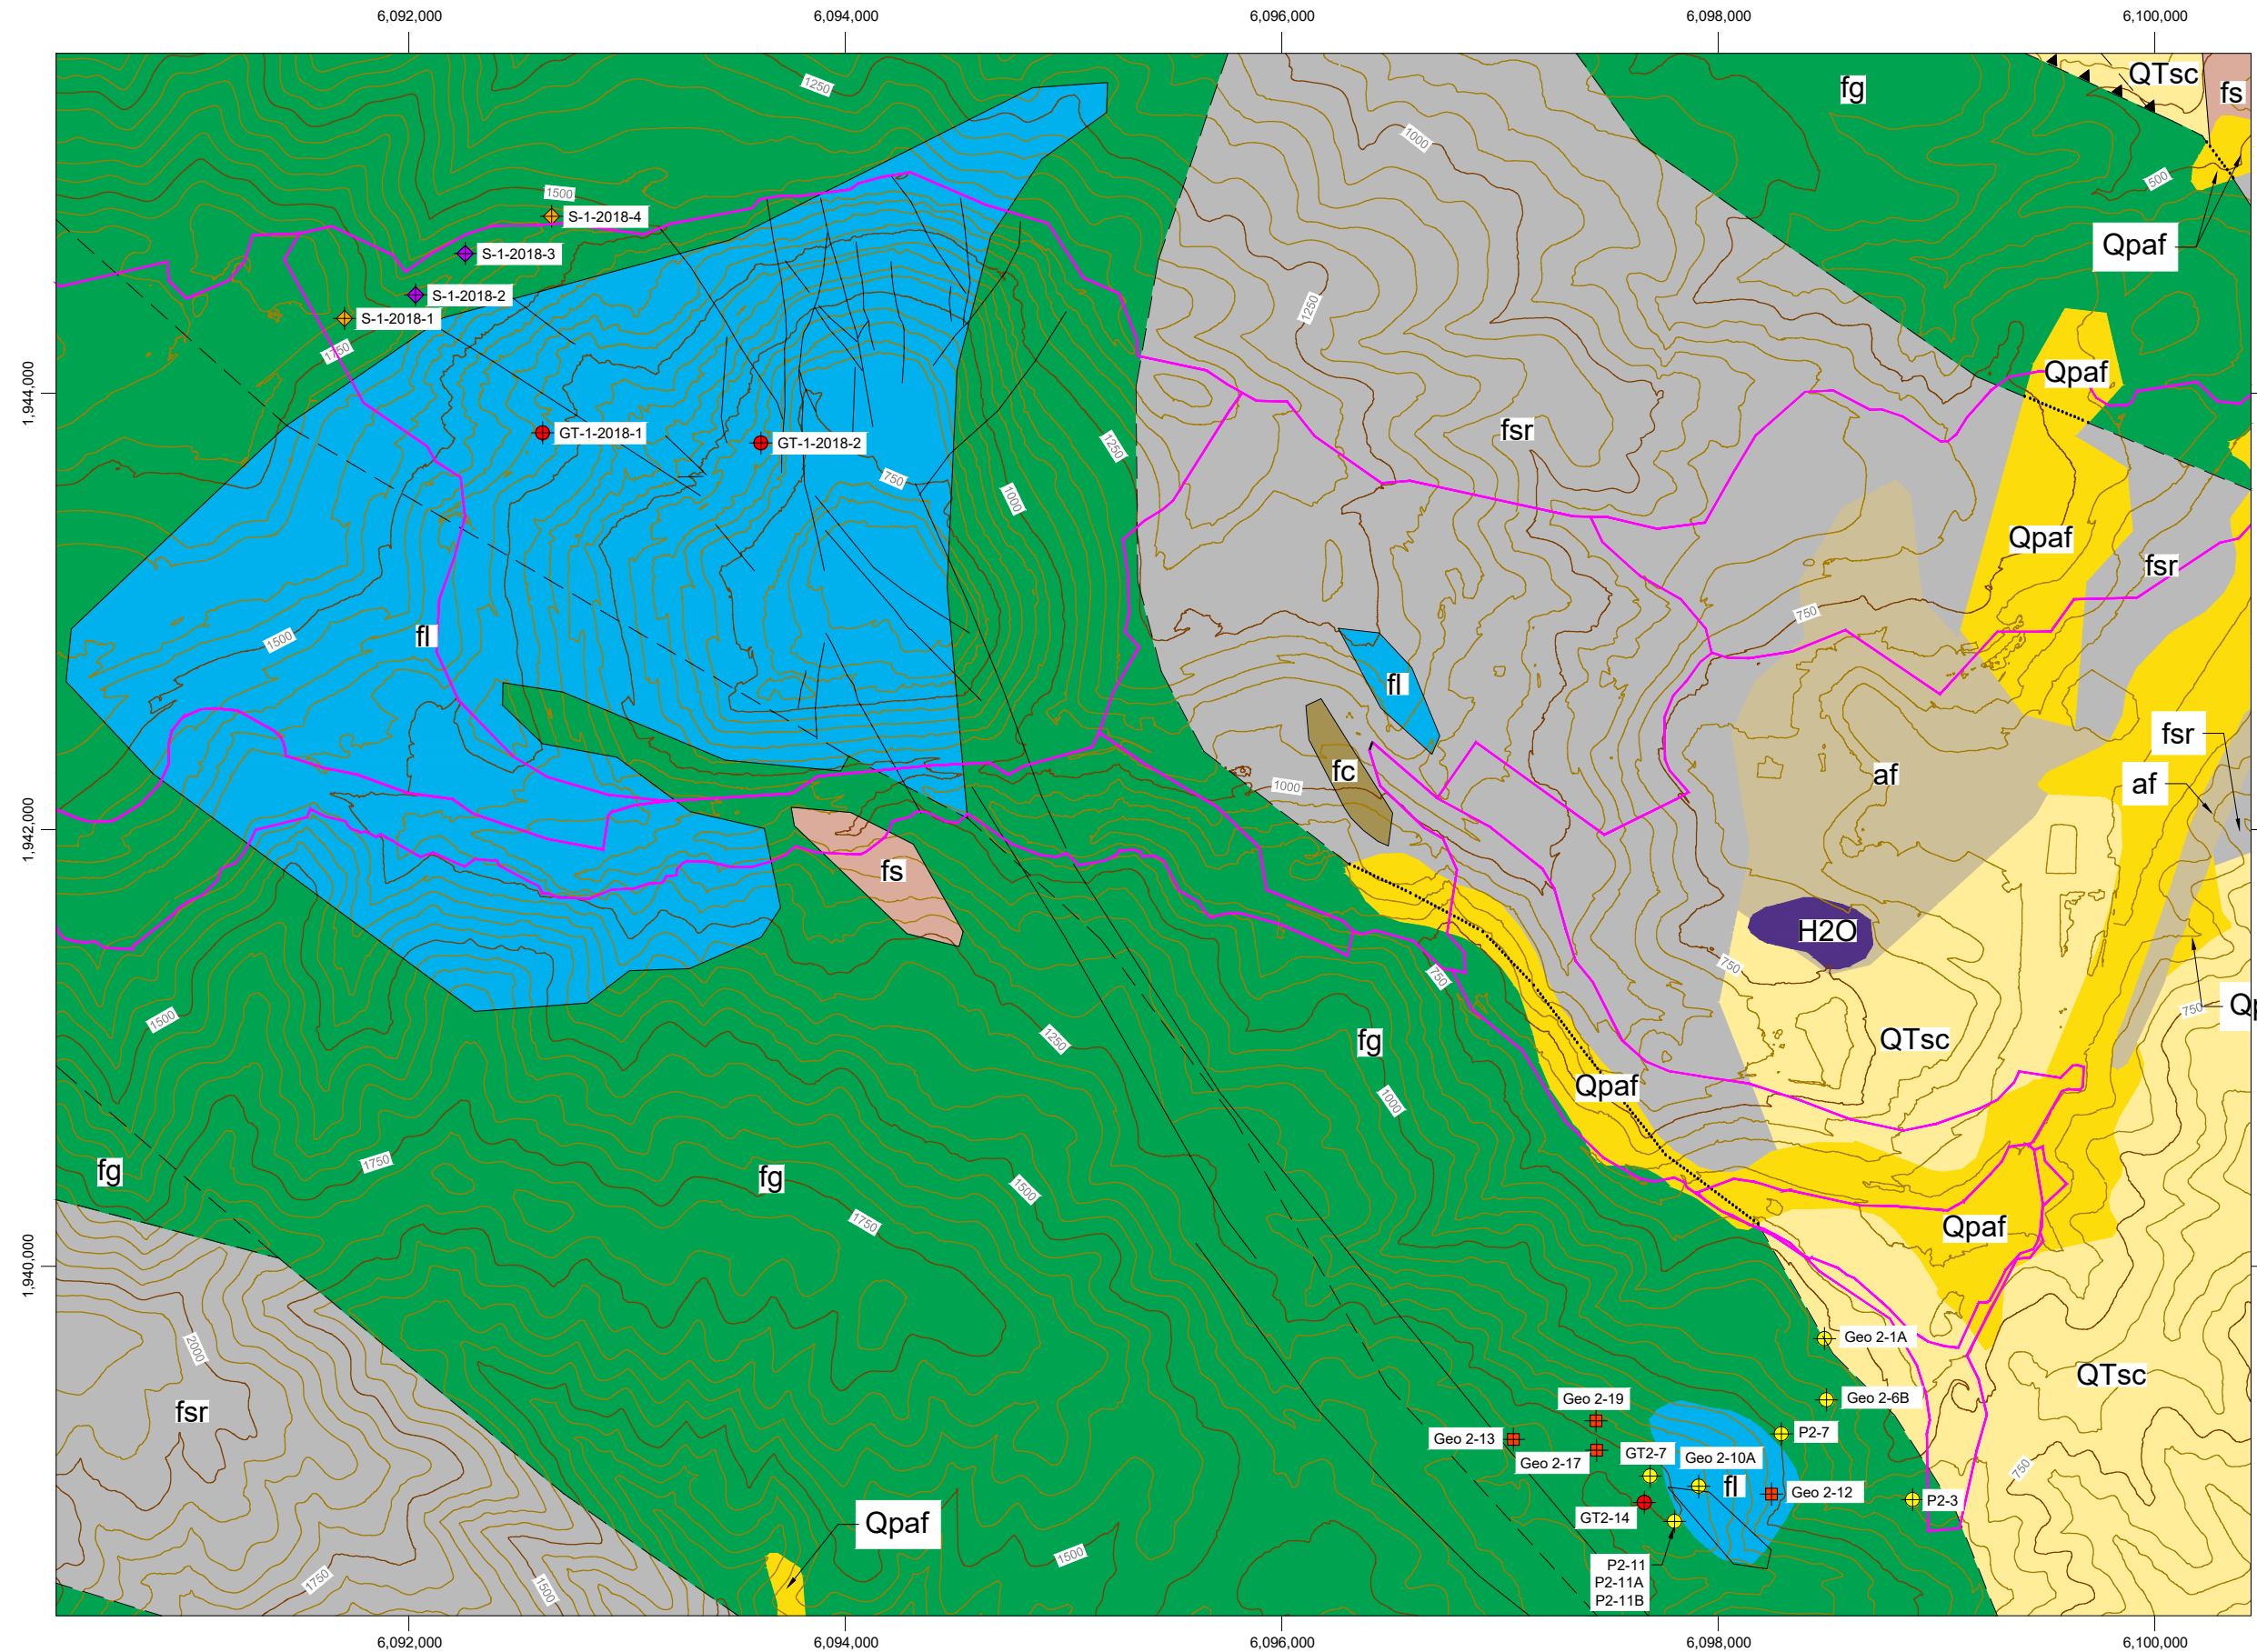 6,092,000
6,094,000
6,096,000
6,098,000
6,100,000
1250
fg
QTsc
fs
1000
1500
500
S-1-2018-4
Qpaf
S-1-2018-3
S-1-2018-2
1250
S-1-2018-1
1750
1,944,000
Qpaf
GT-1-2018-1
GT-1-2018-2
fsr
1250
750
1000
Qpaf
fsr
750
1500
fl
fl
fsr
fc
af
af
1000
1,942,000
fs
H2O
750
750
1500
Qp
750
1250
fg
QTsc
Qpaf
1000
1750
fg
fg
1500
1750
Qpaf
1,940,000
Geo 2-1A
2000
QTsc
Geo 2-19
Geo 2-6B
fsr
Geo 2-13
P2-7
GT2-7
Geo 2-10A
Geo 2-17
750
fl
Geo 2-12
P2-3
GT2-14
Qpaf
1500
P2-11
P2-11A
P2-11B
1750
1500
6,092,000
6,094,000
6,096,000
6,098,000
6,100,000